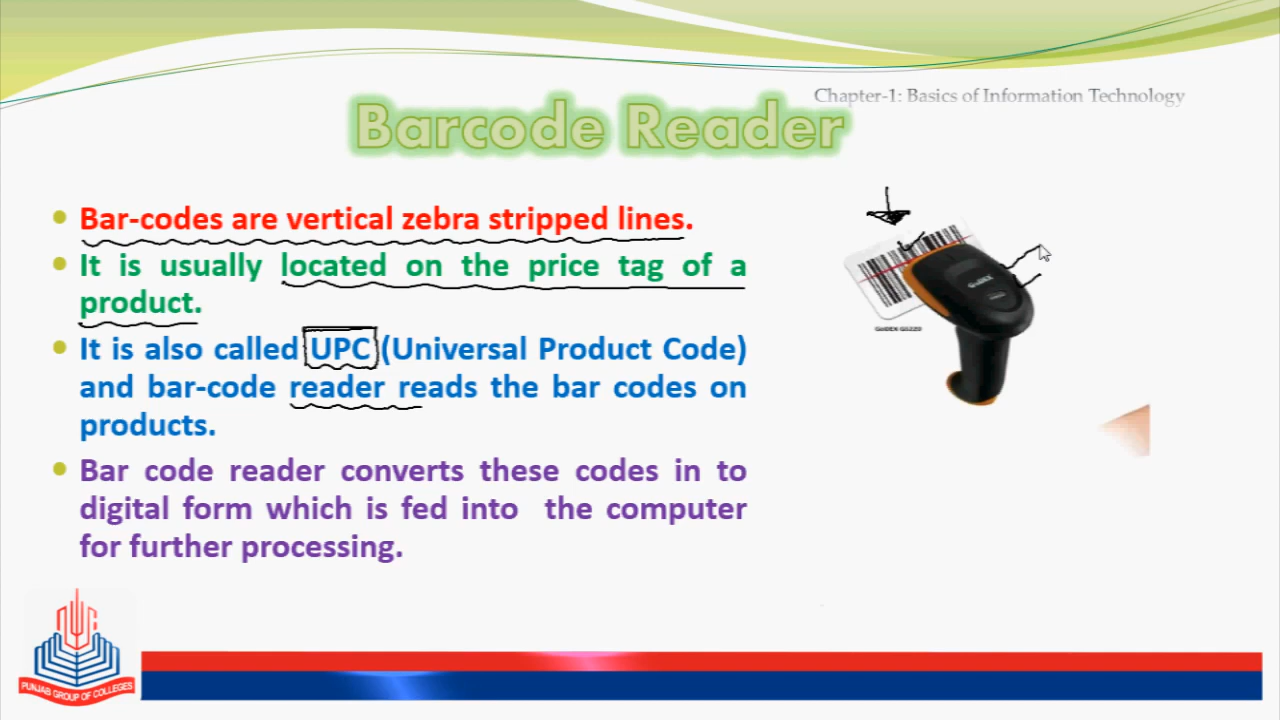 Chapter-1: Basics of Information Technology
Barcode Reader
Bar-codes are vertical zebra stripped lines.
It is usually located on the price tag of a
product.
It is also called UPC (Universal Product Code)
and bar-code reader reads the bar codes on
products.
Bar code reader converts these codes in to
digital form which is fed into the computer
for further processing.
GoDEX
GoDEX GS220
PUNJAB GROUP OF COLLEGES